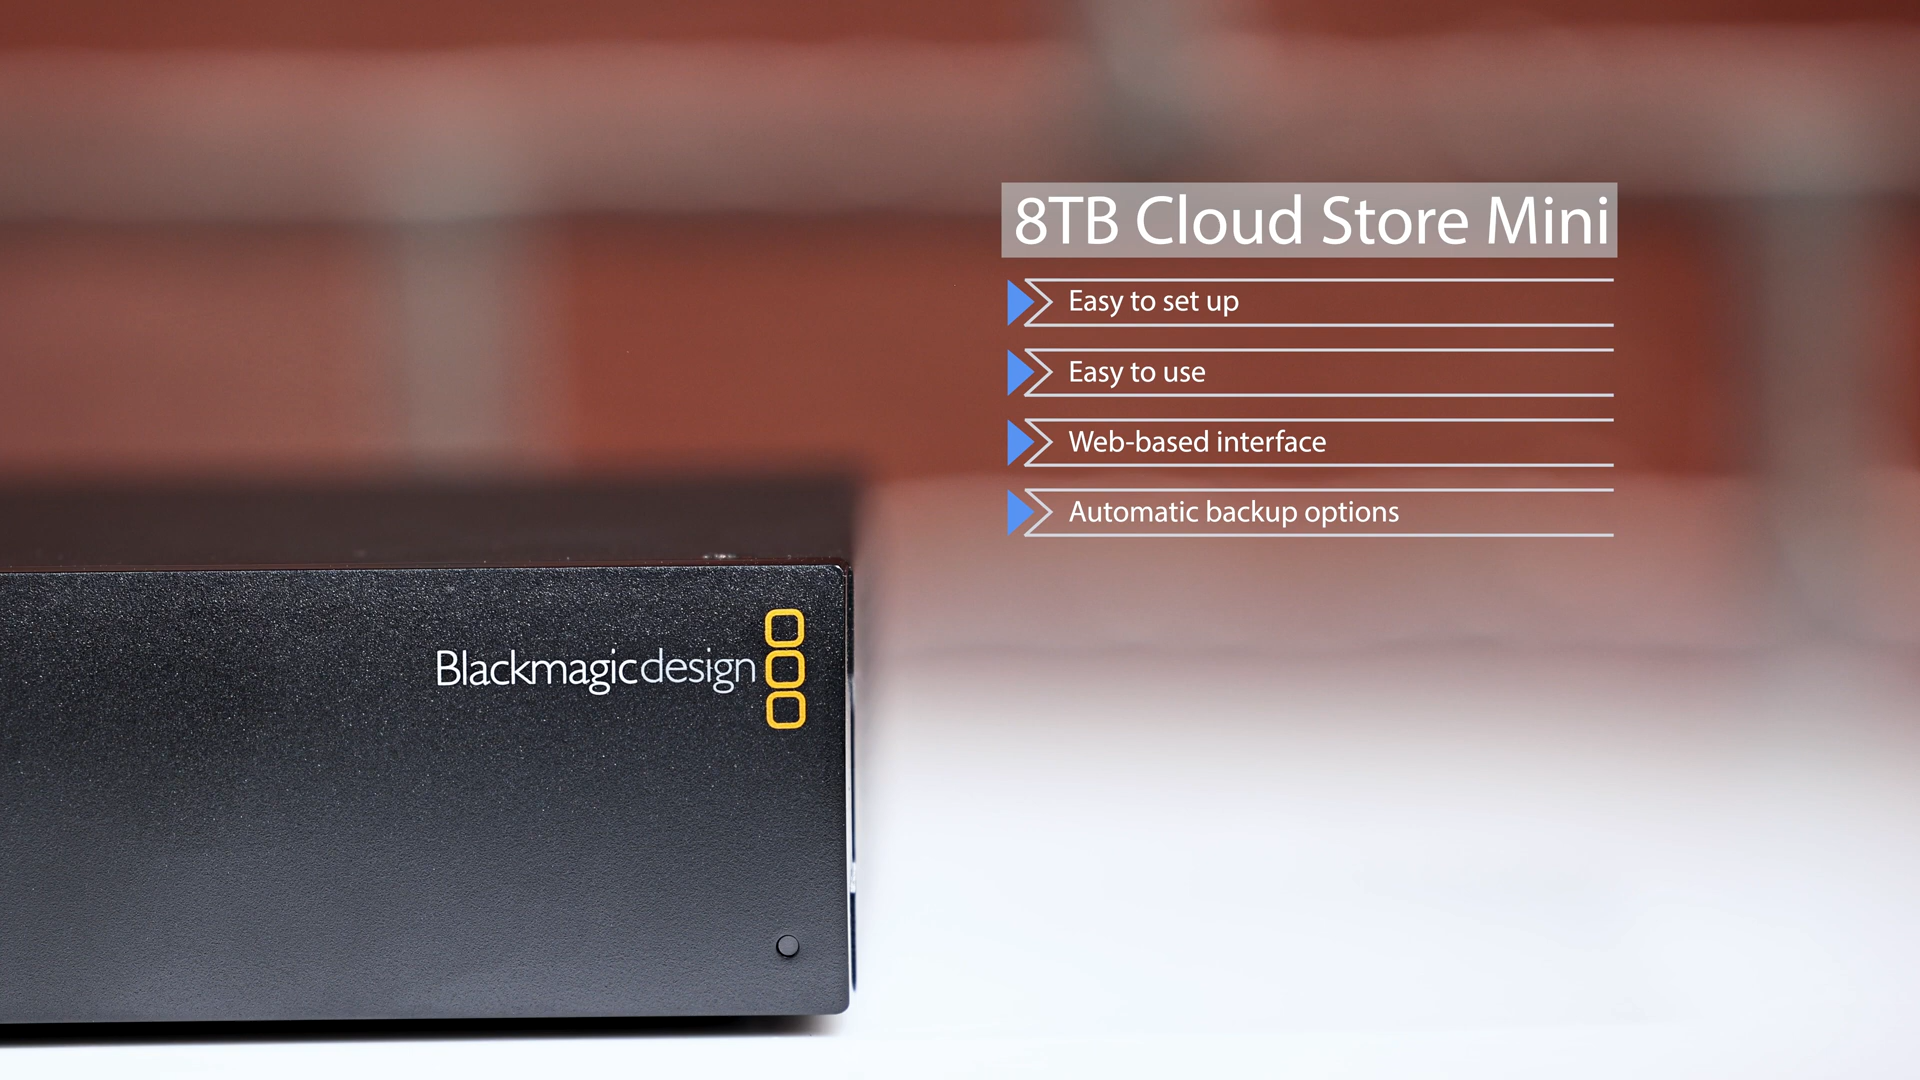 8TB Cloud Store Mini
Easy to set up
Easy to use
Web-based interface
Automatic backup options
Blackmagicdesign